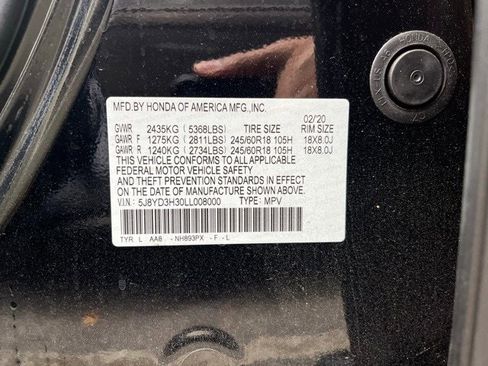 MFD.BY HONDA OF AMERICA MFG.,INC.
02/'20
GVWR 2435KG (5368LBS) TIRE SIZE RIM SIZE
GAWR F 1275KG (2811LBS) 245/60R18 105H 18X8.0J
GAWR R 1240KG (2734LBS) 245/60R18 105H 18X8.0J
THIS VEHICLE CONFORMS TO ALL APPLICABLE
FEDERAL MOTOR VEHICLE SAFETY
AND THEFT PREVENTION STANDARDS IN EFFECT
ON THE DATE OF MANUFACTURE SHOWN ABOVE.
V.I.N.: 5J8YD3H30LL008000 TYPE: MPV
TYR L AA8 - NH893PX - F - L
HONDA